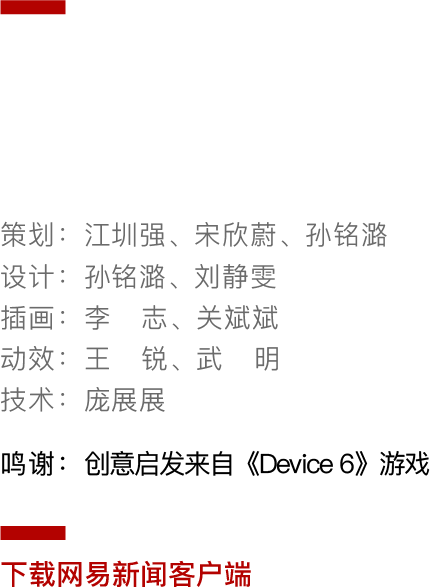 策划：江圳强、宋欣蔚、孙铭潞
设计：孙铭潞、刘静雯
插画：李　志、关斌斌
动效：王　锐、武　明
技术：庞展展
鸣谢：创意启发来自《Device 6》游戏
下载网易新闻客户端